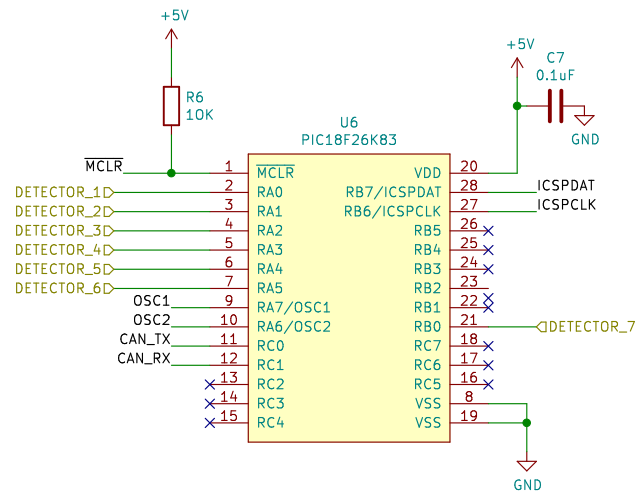 +5V
+5V
C7
0.1uF
R6
10K
GND
U6
PIC18F26K83
MCLR 1 MCLR VDD 20
DETECTOR_1 2 RA0 RB7/ICSPDAT 28 ICSPDAT
DETECTOR_2 3 RA1 RB6/ICSPCLK 27 ICSPCLK
DETECTOR_3 4 RA2 RB5 26
DETECTOR_4 5 RA3 RB4 25
DETECTOR_5 6 RA4 RB3 24
DETECTOR_6 7 RA5 RB2 23
OSC1 9 RA7/OSC1 RB1 22
OSC2 10 RA6/OSC2 RB0 21 DETECTOR_7
CAN_TX 11 RC0 RC7 18
CAN_RX 12 RC1 RC6 17
13 RC2 RC5 16
14 RC3 VSS 8
15 RC4 VSS 19
GND